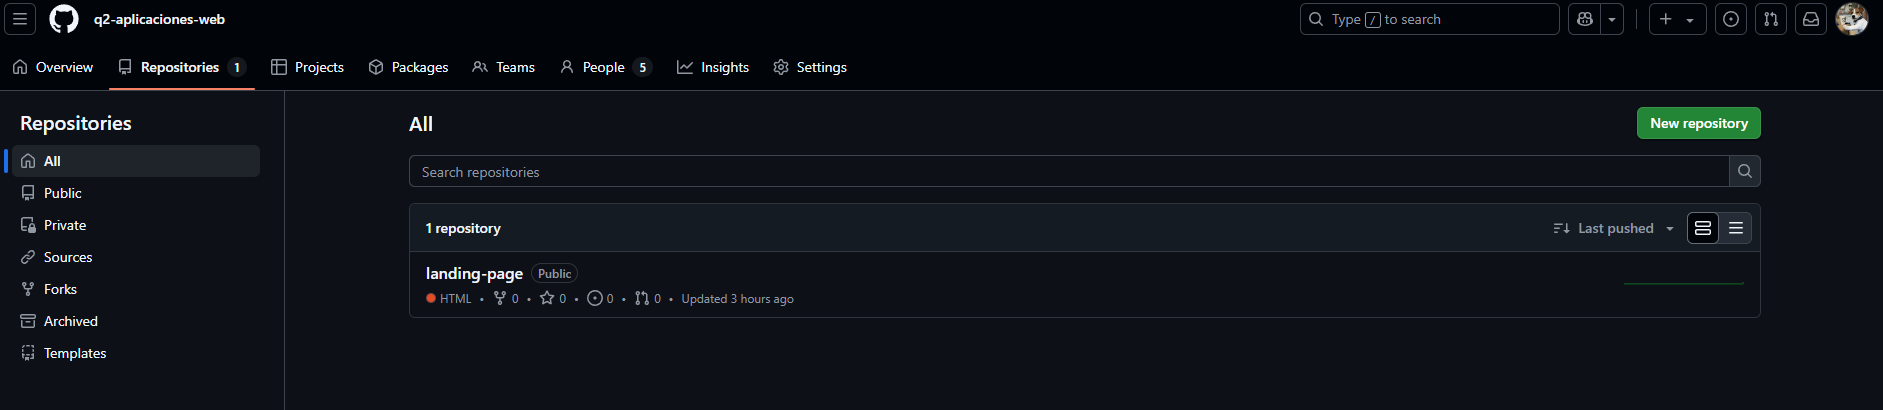 q2-aplicaciones-web
Type / to search
Overview
Repositories 1
Projects
Packages
Teams
People 5
Insights
Settings
Repositories
All
Public
Private
Sources
Forks
Archived
Templates
All
New repository
Search repositories
1 repository
Last pushed
landing-page Public
HTML • 0 • 0 • 0 • 0 • Updated 3 hours ago